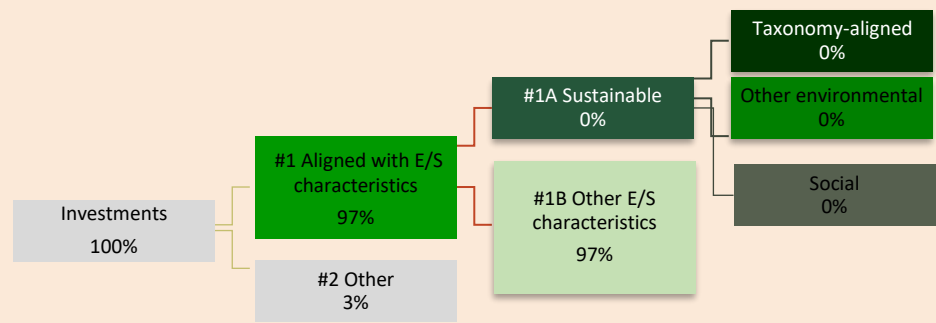 Investments
100%
#1 Aligned with E/S
characteristics
97%
#2 Other
3%
#1A Sustainable
0%
#1B Other E/S
characteristics
97%
Taxonomy-aligned
0%
Other environmental
0%
Social
0%